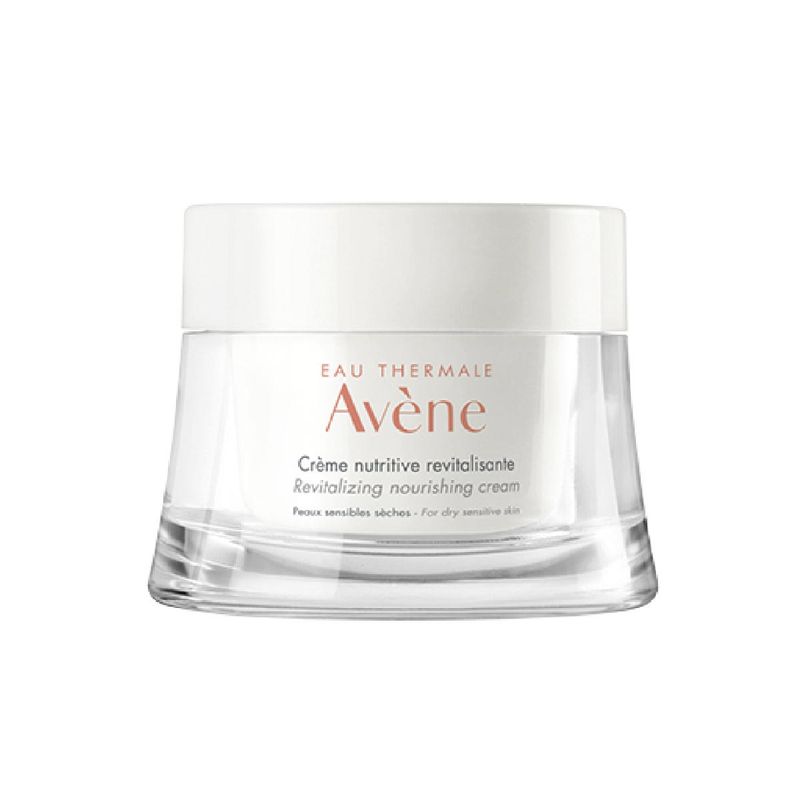 EAU THERMALE
Avène
Crème nutritive revitalisante
Revitalizing nourishing cream
Peaux sensibles sèches - For dry sensitive skin